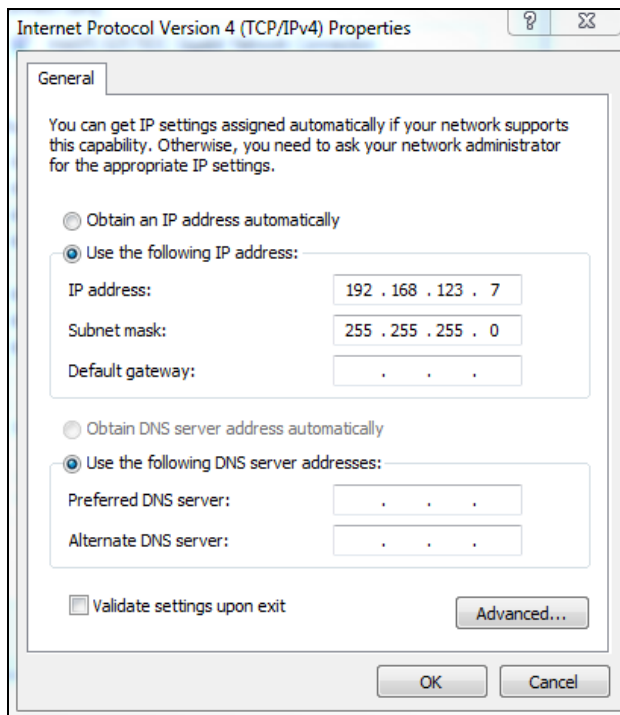 Internet Protocol Version 4 (TCP/IPv4) Properties
General
You can get IP settings assigned automatically if your network supports
this capability. Otherwise, you need to ask your network administrator
for the appropriate IP settings.
Obtain an IP address automatically
Use the following IP address:
IP address: 192 . 168 . 123 . 7
Subnet mask: 255 . 255 . 255 . 0
Default gateway: . . .
Obtain DNS server address automatically
Use the following DNS server addresses:
Preferred DNS server: . . .
Alternate DNS server: . . .
Validate settings upon exit
Advanced...
OK Cancel